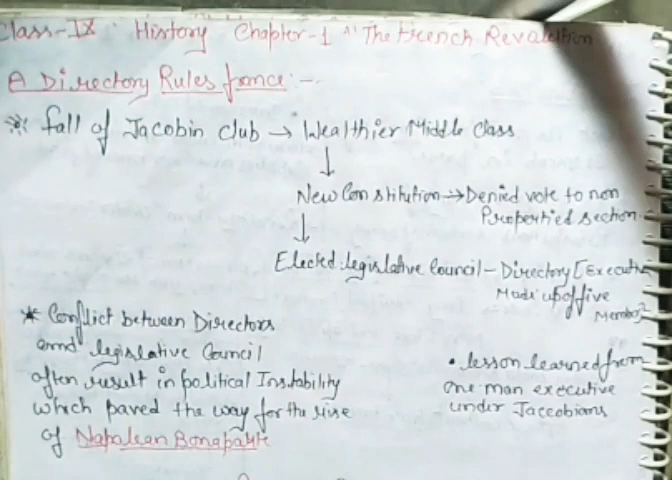 Class-IX History Chapter-1 "The French Revolution
A Directory Rules france :-
* fall of Jacobin club → Wealthier Middle class
↓
New Constitution → Denied vote to non
Propertied section
↓
Elected legislative Council - Directory [Executive
Made up of five
Member]
* Conflict between Directors
and legislative Council
often result in political Instability
which paved the way for the rise
of Napalean Bonaparte
• lesson learned from
one man executive
under Jaccobians